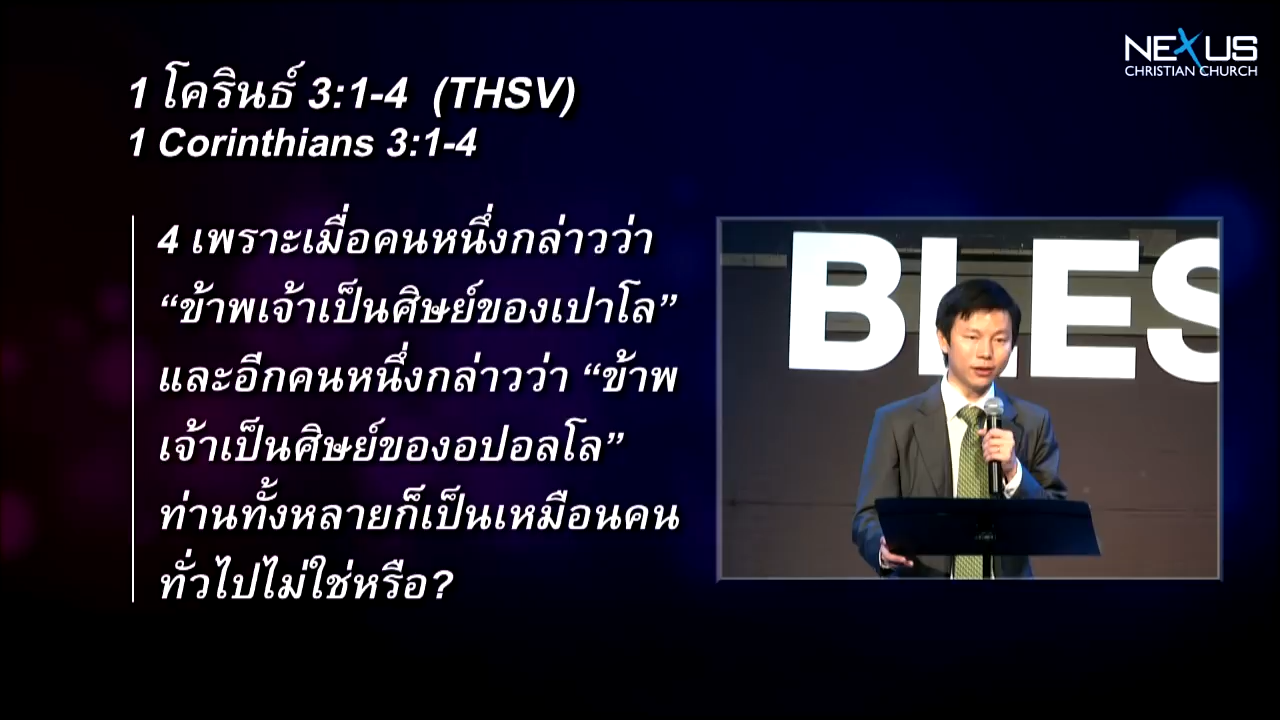 NEXUS
CHRISTIAN CHURCH
1 โครินธ์ 3:1-4 (THSV)
1 Corinthians 3:1-4
4 เพราะเมื่อคนหนึ่งกล่าวว่า
“ข้าพเจ้าเป็นศิษย์ของเปาโล”
และอีกคนหนึ่งกล่าวว่า “ข้าพ
เจ้าเป็นศิษย์ของอปอลโล”
ท่านทั้งหลายก็เป็นเหมือนคน
ทั่วไปไม่ใช่หรือ?
BLES